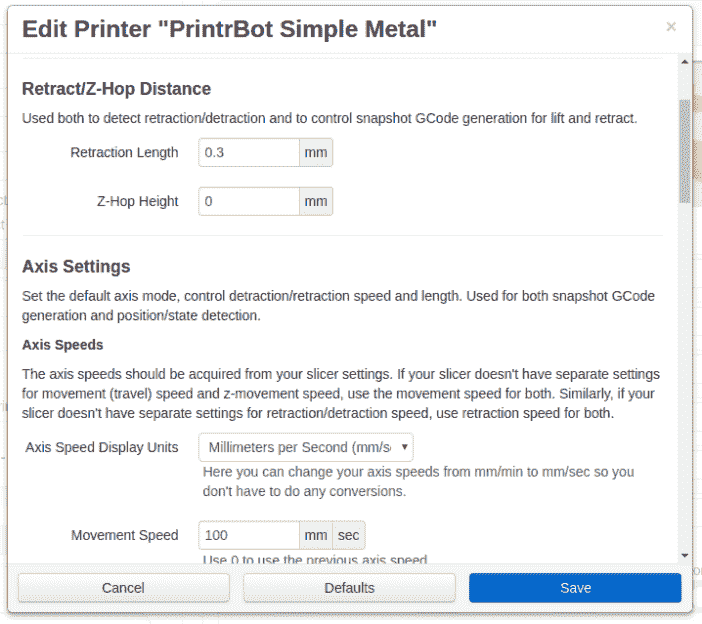 Edit Printer "PrintrBot Simple Metal"
×
Retract/Z-Hop Distance
Used both to detect retraction/detraction and to control snapshot GCode generation for lift and retract.
Retraction Length 0.3 mm
Z-Hop Height 0 mm
Axis Settings
Set the default axis mode, control detraction/retraction speed and length. Used for both snapshot GCode
generation and position/state detection.
Axis Speeds
The axis speeds should be acquired from your slicer settings. If your slicer doesn't have separate settings
for movement (travel) speed and z-movement speed, use the movement speed for both. Similarly, if your
slicer doesn't have separate settings for retraction/detraction speed, use retraction speed for both.
Axis Speed Display Units Millimeters per Second (mm/s
Here you can change your axis speeds from mm/min to mm/sec so you
don't have to do any conversions.
Movement Speed 100 mm sec
Use 0 to use the previous axis speed
Cancel Defaults Save